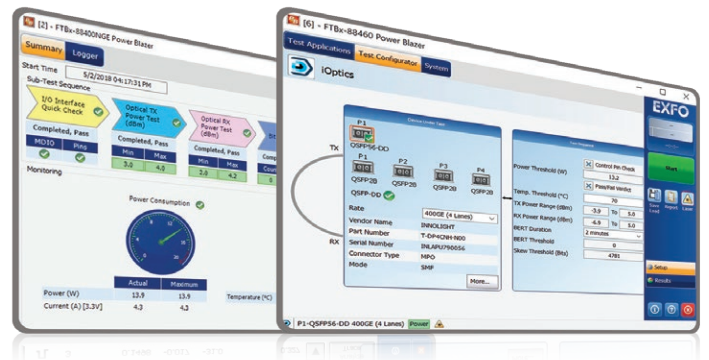 [2] - FTBx-88400NGE Power Blazer
Summary Logger
Start Time 5/2/2018 04:17:31 PM
Sub-Test Sequence
I/O Interface Quick Check
Optical TX Power Test (dBm)
Optical RX Power Test (dBm)
Completed, Pass
Completed, Pass
Completed, Pass
MDIO Pins
Min Max
3.0 4.0
Min Max
3.0 4.2
Monitoring
Power Consumption
Actual Maximum
Power (W) 13.9 13.9
Temperature (°C)
Current (A) [3.3V] 4.3 4.3
[6] - FTBx-88460 Power Blazer
Test Applications Test Configurator System
iOptics
EXFO
TX
RX
P1
QSFP56-DD
P1 P2 P3 P4
QSFP28 QSFP28 QSFP28 QSFP28
QSFP-DD
Rate 400GE (4 Lanes)
Vendor Name INNOLIGHT
Part Number T-DP4CNH-N00
Serial Number INLAPU790056
Connector Type MPO
Mode SMF
More...
Control Pin Check
Power Threshold (W) 13.2
Pass/Fail Verdict
Temp. Threshold (°C) 70
TX Power Range (dBm) -3.9 To 5.0
RX Power Range (dBm) -6.9 To 5.0
BERT Duration 2 minutes
BERT Threshold 0
Skew Threshold (Bits) 4781
Start
Setup
Results
P1-QSFP56-DD 400GE (4 Lanes) Power